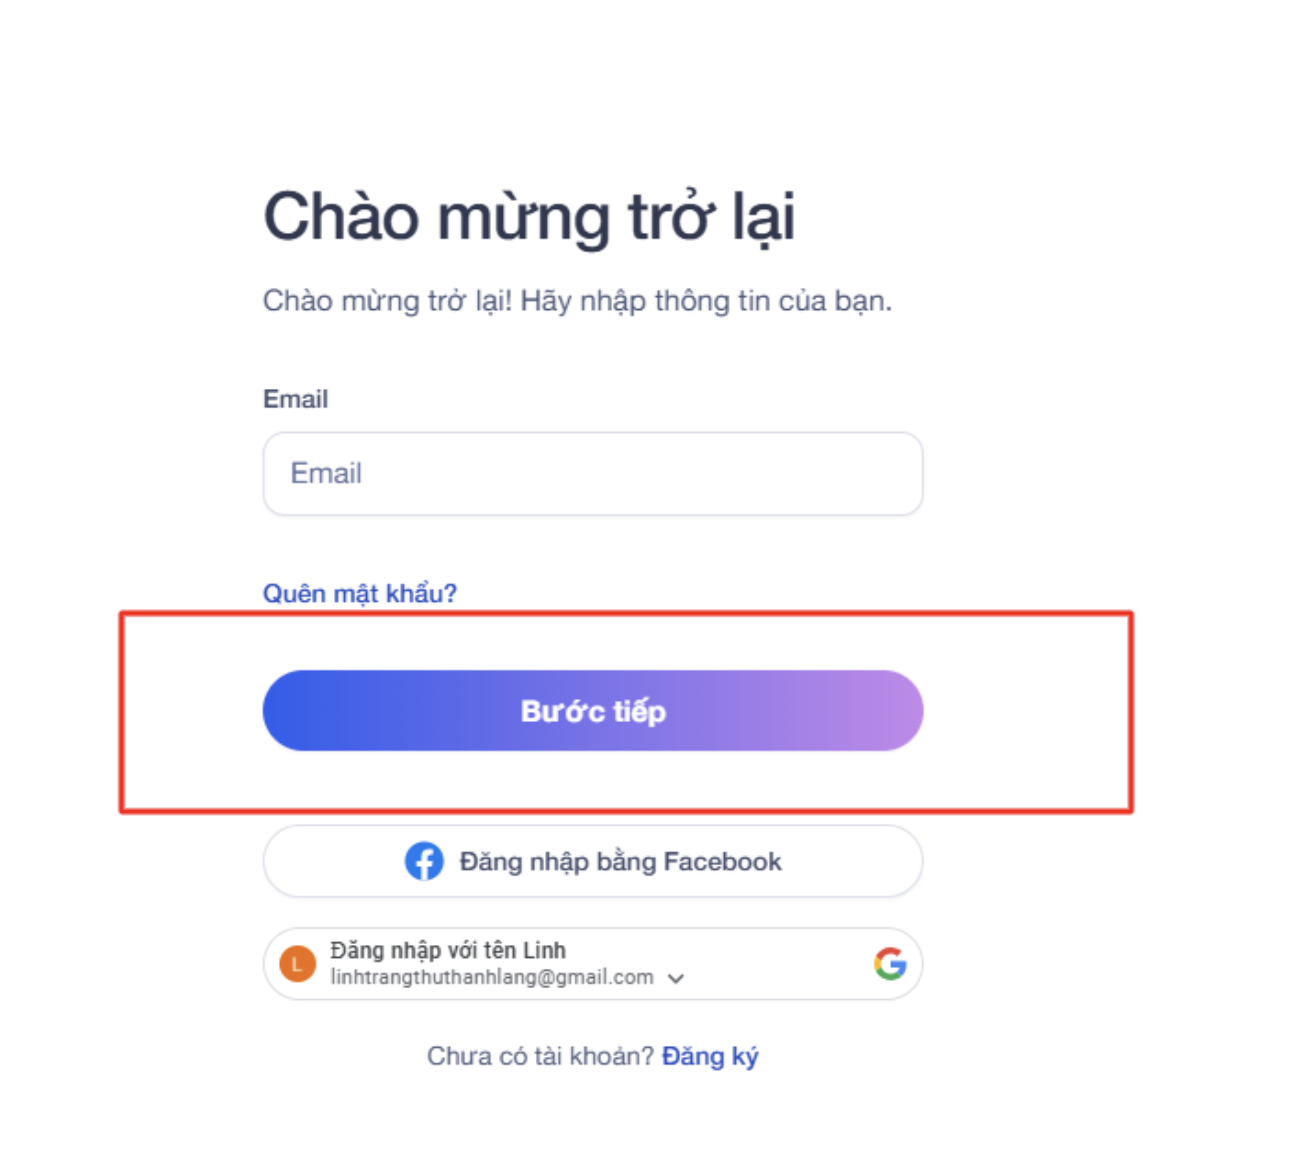 Chào mừng trở lại
Chào mừng trở lại! Hãy nhập thông tin của bạn.
Email
Email
Quên mật khẩu?
Bước tiếp
Đăng nhập bằng Facebook
L
Đăng nhập với tên Linh
linhtrangthuthanhlang@gmail.com
Chưa có tài khoản? Đăng ký